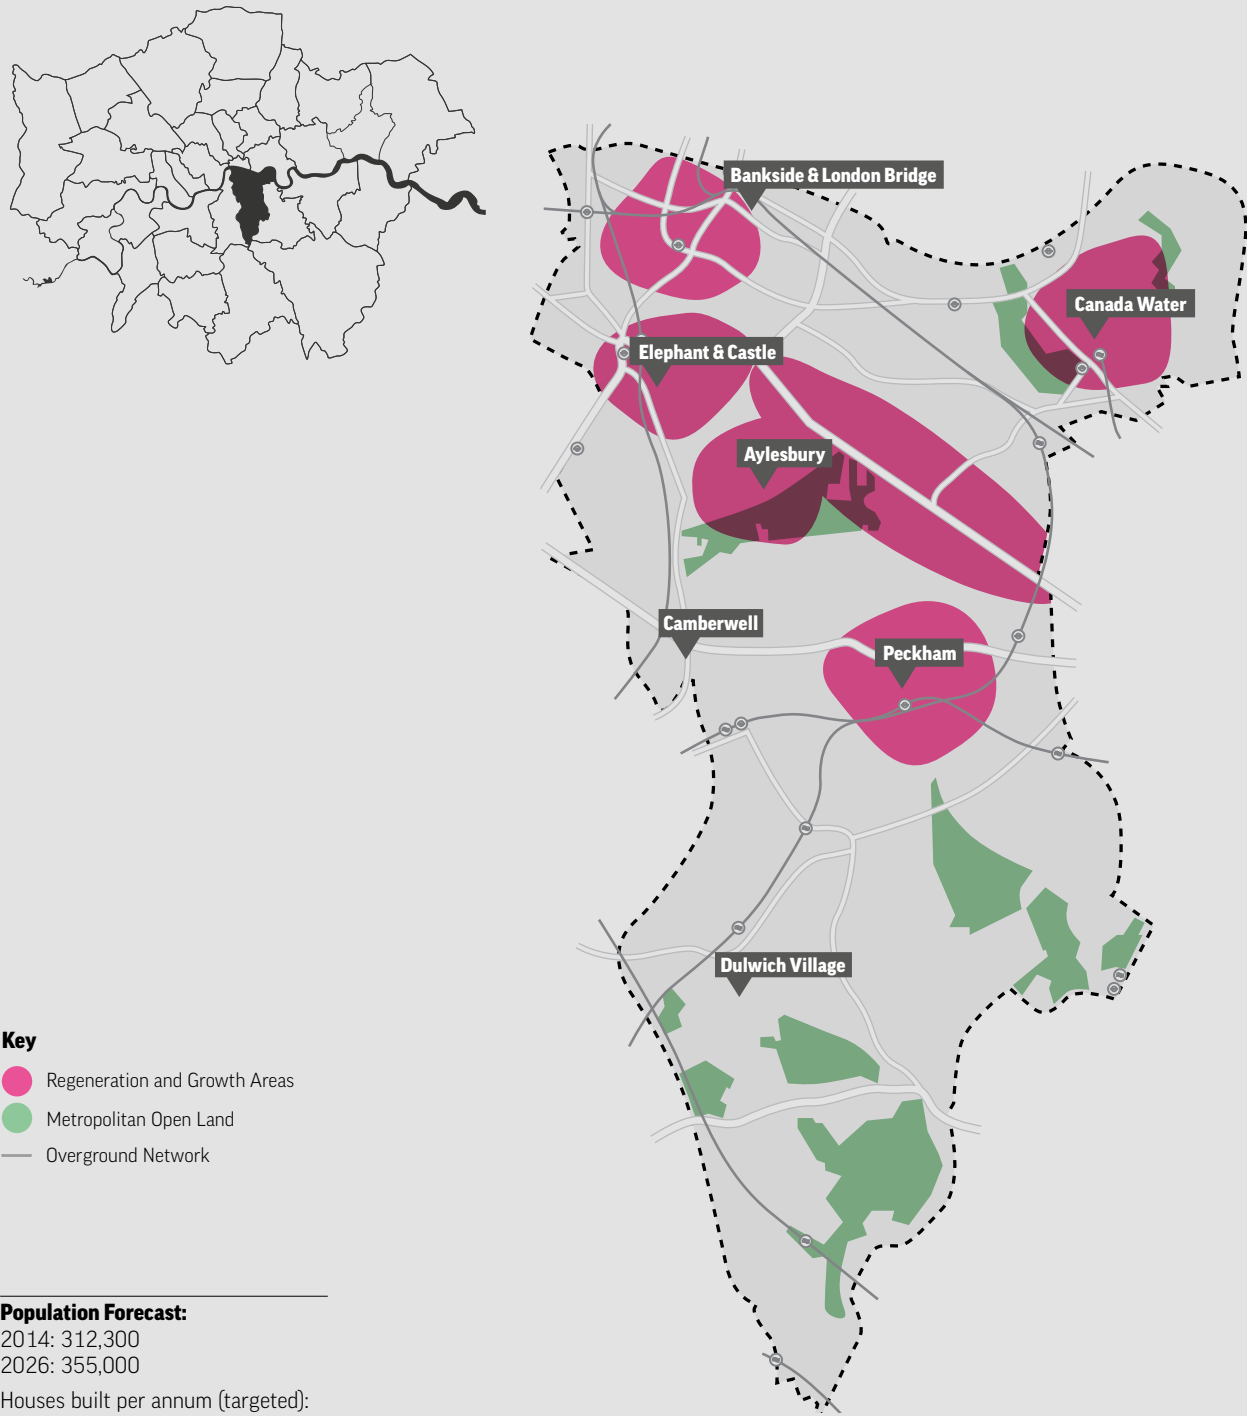 Bankside & London Bridge
Canada Water
Elephant & Castle
Aylesbury
Camberwell
Peckham
Dulwich Village
Key
Regeneration and Growth Areas
Metropolitan Open Land
Overground Network
Population Forecast:
2014: 312,300
2026: 355,000
Houses built per annum (targeted):